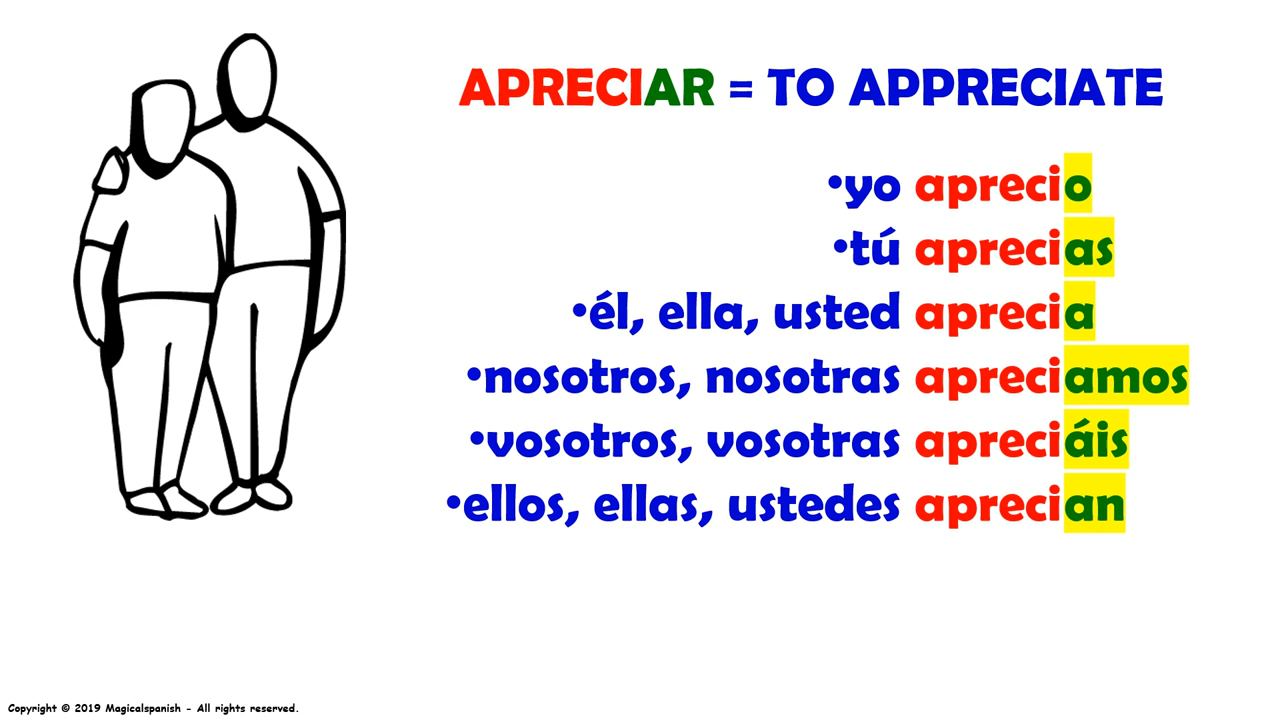 APRECIAR = TO APPRECIATE
•yo aprecio
•tú aprecias
•él, ella, usted aprecia
•nosotros, nosotras apreciamos
•vosotros, vosotras apreciáis
•ellos, ellas, ustedes aprecian
Copyright © 2019 Magicalspanish - All rights reserved.